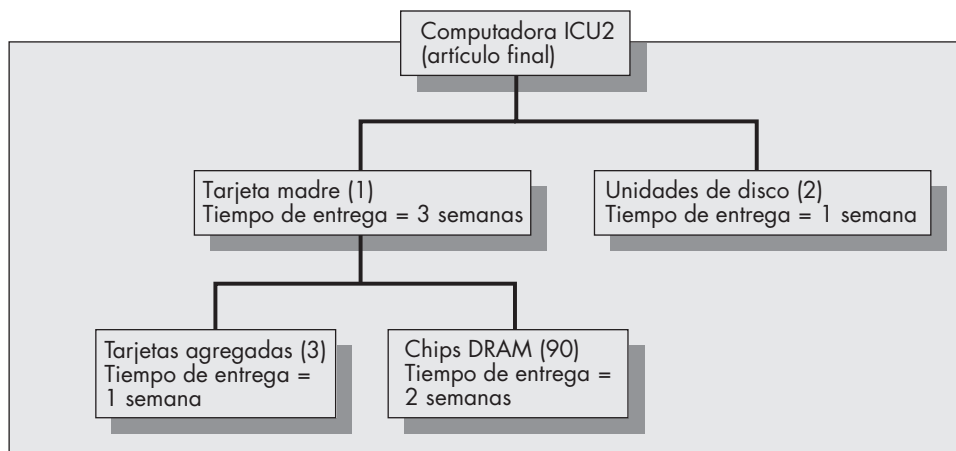 Computadora ICU2
(artículo final)
Tarjeta madre (1)
Tiempo de entrega = 3 semanas
Unidades de disco (2)
Tiempo de entrega = 1 semana
Tarjetas agregadas (3)
Tiempo de entrega =
1 semana
Chips DRAM (90)
Tiempo de entrega =
2 semanas